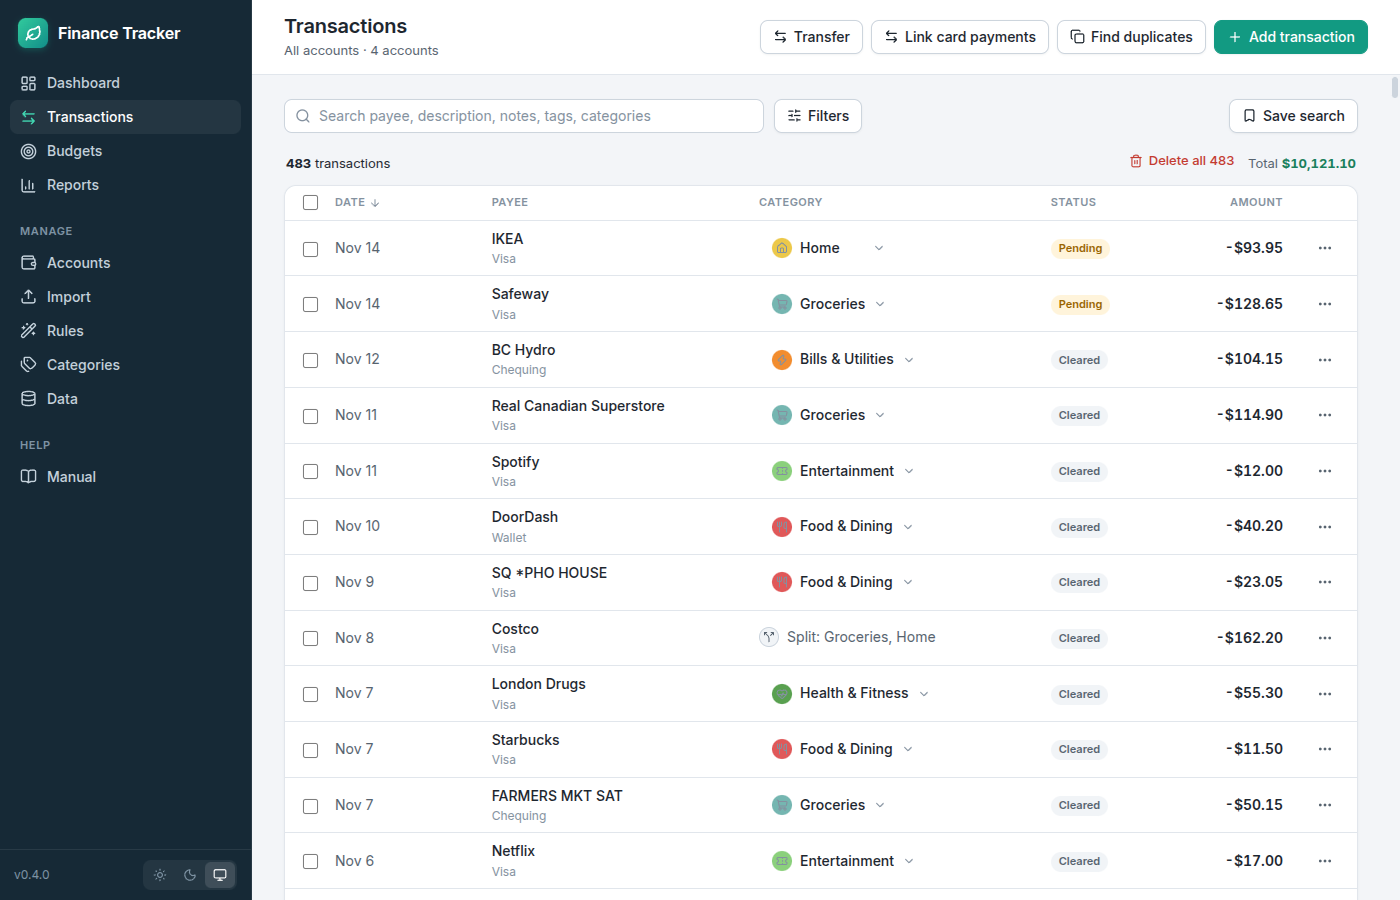 Finance Tracker
Dashboard
Transactions
Budgets
Reports
MANAGE
Accounts
Import
Rules
Categories
Data
HELP
Manual
v0.4.0
Transactions
All accounts · 4 accounts
Transfer
Link card payments
Find duplicates
Add transaction
Search payee, description, notes, tags, categories
Filters
Save search
483 transactions
Delete all 483
Total $10,121.10
DATE PAYEE CATEGORY STATUS AMOUNT
Nov 14 IKEA Home Pending -$93.95
Visa
Nov 14 Safeway Groceries Pending -$128.65
Visa
Nov 12 BC Hydro Bills & Utilities Cleared -$104.15
Chequing
Nov 11 Real Canadian Superstore Groceries Cleared -$114.90
Visa
Nov 11 Spotify Entertainment Cleared -$12.00
Visa
Nov 10 DoorDash Food & Dining Cleared -$40.20
Wallet
Nov 9 SQ *PHO HOUSE Food & Dining Cleared -$23.05
Visa
Nov 8 Costco Split: Groceries, Home Cleared -$162.20
Visa
Nov 7 London Drugs Health & Fitness Cleared -$55.30
Visa
Nov 7 Starbucks Food & Dining Cleared -$11.50
Visa
Nov 7 FARMERS MKT SAT Groceries Cleared -$50.15
Chequing
Nov 6 Netflix Entertainment Cleared -$17.00
Visa